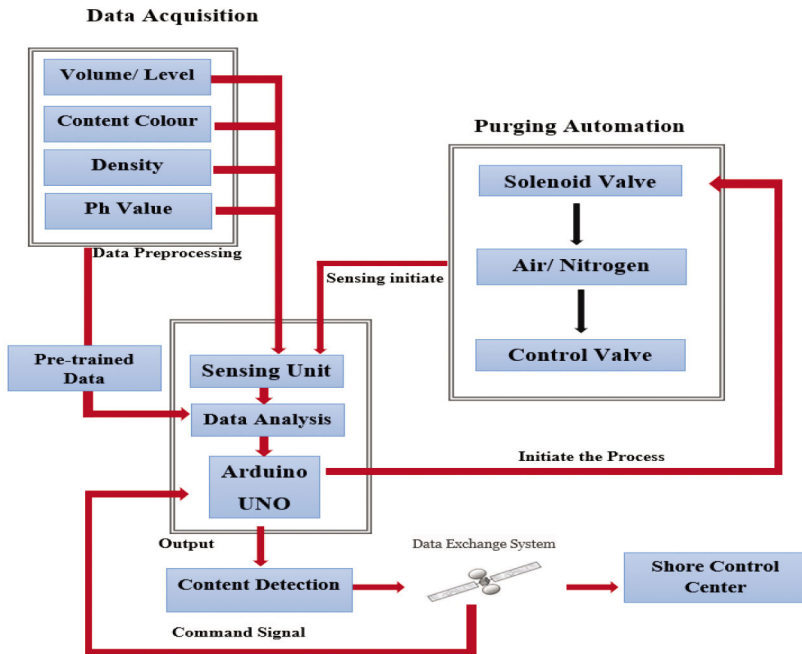 Data Acquisition
Volume/ Level
Content Colour
Density
Ph Value
Data Preprocessing
Purging Automation
Solenoid Valve
Air/ Nitrogen
Control Valve
Sensing initiate
Pre-trained
Data
Sensing Unit
Data Analysis
Arduino
UNO
Initiate the Process
Output
Content Detection
Data Exchange System
Shore Control
Center
Command Signal